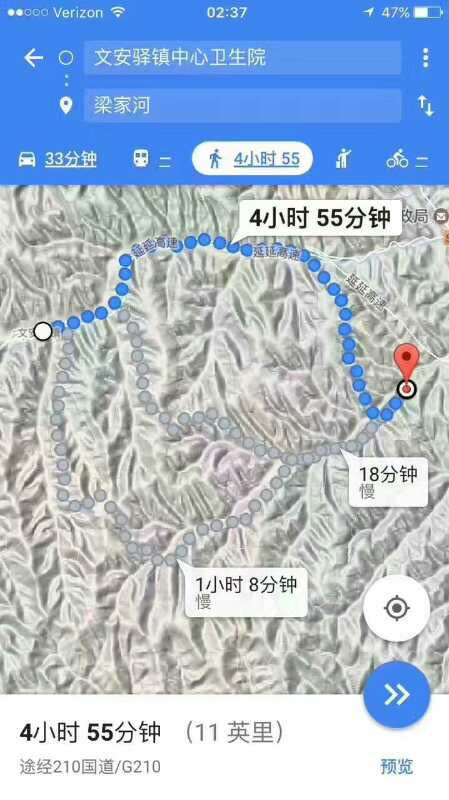 Verizon 02:37 47%
文安驿镇中心卫生院
梁家河
33分钟 -- 4小时 55 --
4小时 55分钟
政局
延延高速
延延高速
延延高速
文安
18分钟
慢
1小时 8分钟
慢
4小时 55分钟 (11 英里)
途经210国道/G210
预览